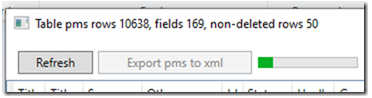 Table pms rows 10638, fields 169, non-deleted rows 50
Refresh Export pms to xml